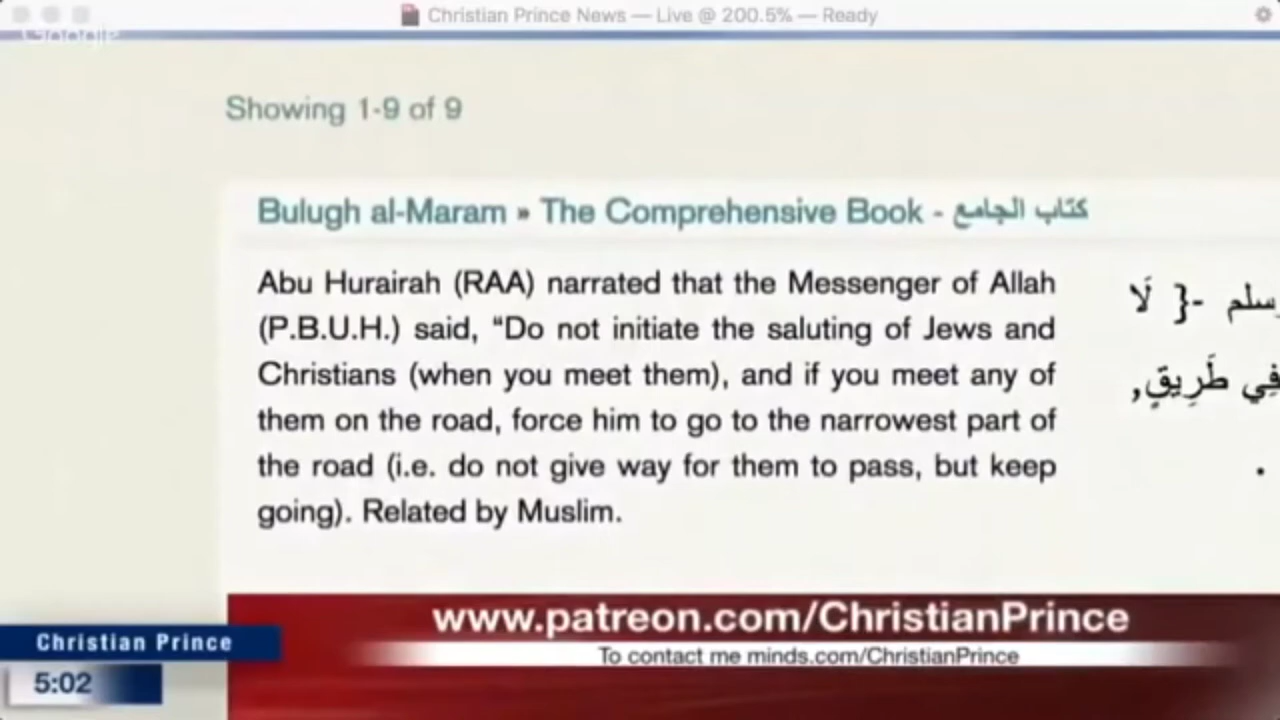 Christian Prince News — Live @ 200.5% — Ready
Google
Showing 1-9 of 9
Bulugh al-Maram » The Comprehensive Book - كتاب الجامع
Abu Hurairah (RAA) narrated that the Messenger of Allah
(P.B.U.H.) said, “Do not initiate the saluting of Jews and
Christians (when you meet them), and if you meet any of
them on the road, force him to go to the narrowest part of
the road (i.e. do not give way for them to pass, but keep
going). Related by Muslim.
وسلم -{ لَا
فِي طَرِيقٍ,
.
www.patreon.com/ChristianPrince
To contact me minds.com/ChristianPrince
Christian Prince
5:02